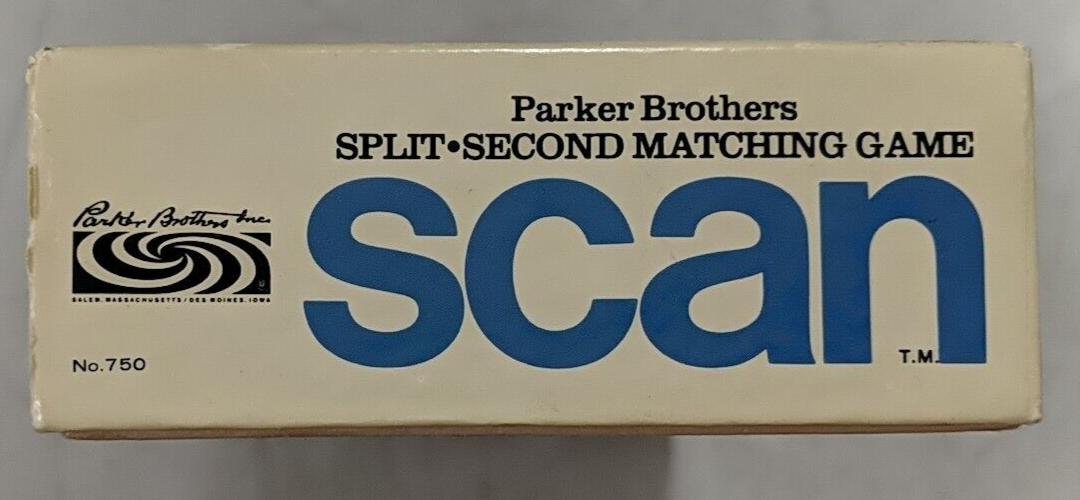 Parker Brothers
SPLIT•SECOND MATCHING GAME
scan
T.M.
Parker Brothers Inc.
SALEM, MASSACHUSETTS / DES MOINES, IOWA
No.750